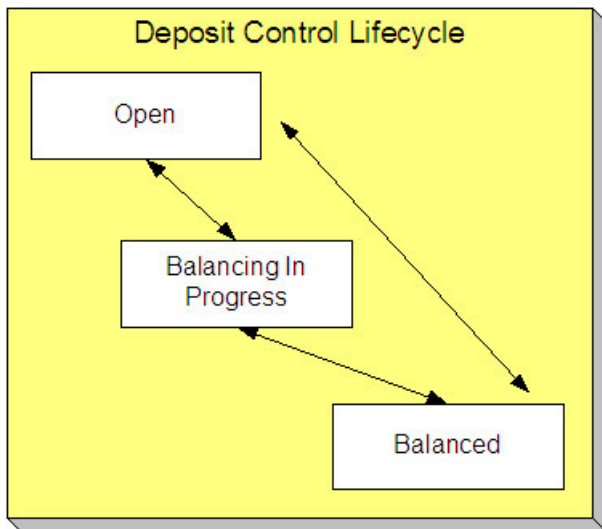 Deposit Control Lifecycle
Open
Balancing In
Progress
Balanced